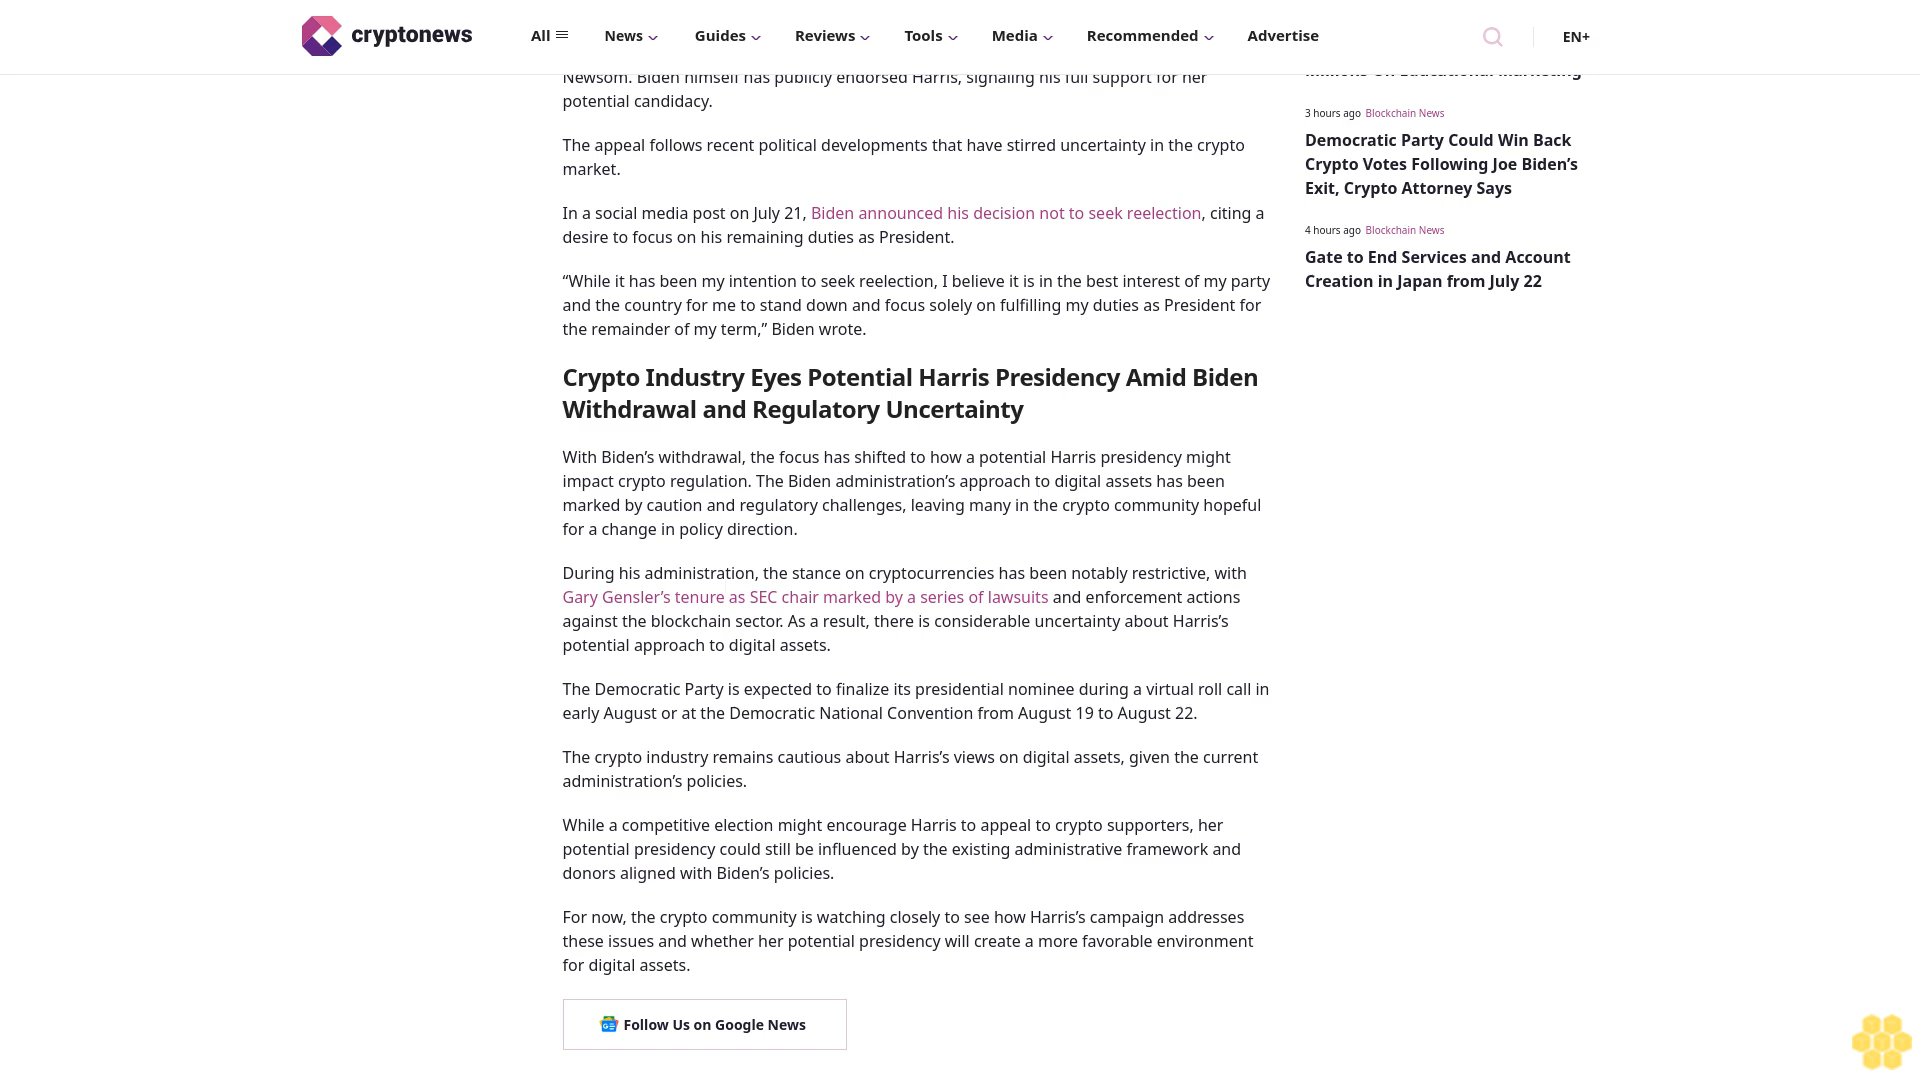 cryptonews
All
News
Guides
Reviews
Tools
Media
Recommended
Advertise
EN+
Newsom. Biden himself has publicly endorsed Harris, signaling his full support for her
potential candidacy.
The appeal follows recent political developments that have stirred uncertainty in the crypto
market.
In a social media post on July 21, Biden announced his decision not to seek reelection, citing a
desire to focus on his remaining duties as President.
“While it has been my intention to seek reelection, I believe it is in the best interest of my party
and the country for me to stand down and focus solely on fulfilling my duties as President for
the remainder of my term,” Biden wrote.
Crypto Industry Eyes Potential Harris Presidency Amid Biden
Withdrawal and Regulatory Uncertainty
With Biden’s withdrawal, the focus has shifted to how a potential Harris presidency might
impact crypto regulation. The Biden administration’s approach to digital assets has been
marked by caution and regulatory challenges, leaving many in the crypto community hopeful
for a change in policy direction.
During his administration, the stance on cryptocurrencies has been notably restrictive, with
Gary Gensler’s tenure as SEC chair marked by a series of lawsuits and enforcement actions
against the blockchain sector. As a result, there is considerable uncertainty about Harris’s
potential approach to digital assets.
The Democratic Party is expected to finalize its presidential nominee during a virtual roll call in
early August or at the Democratic National Convention from August 19 to August 22.
The crypto industry remains cautious about Harris’s views on digital assets, given the current
administration’s policies.
While a competitive election might encourage Harris to appeal to crypto supporters, her
potential presidency could still be influenced by the existing administrative framework and
donors aligned with Biden’s policies.
For now, the crypto community is watching closely to see how Harris’s campaign addresses
these issues and whether her potential presidency will create a more favorable environment
for digital assets.
Follow Us on Google News
Millions On Educational Marketing
3 hours ago Blockchain News
Democratic Party Could Win Back
Crypto Votes Following Joe Biden’s
Exit, Crypto Attorney Says
4 hours ago Blockchain News
Gate to End Services and Account
Creation in Japan from July 22